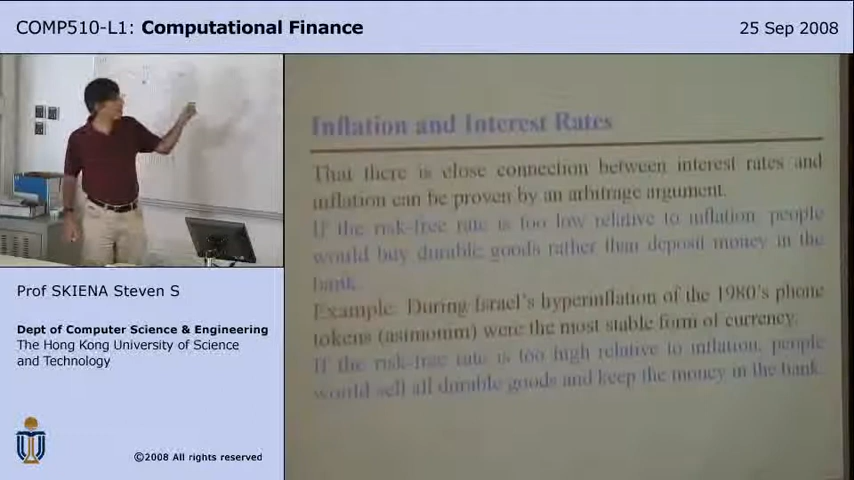 COMP510-L1: Computational Finance
25 Sep 2008
Inflation and Interest Rates
That there is close connection between interest rates and
inflation can be proven by an arbitrage argument.
If the risk-free rate is too low relative to inflation, people
would buy durable goods rather than deposit money in the
bank.
Example: During Israel's hyperinflation of the 1980's phone
tokens (asimonim) were the most stable form of currency.
If the risk-free rate is too high relative to inflation, people
would sell all durable goods and keep the money in the bank.
Prof SKIENA Steven S
Dept of Computer Science & Engineering
The Hong Kong University of Science
and Technology
©2008 All rights reserved